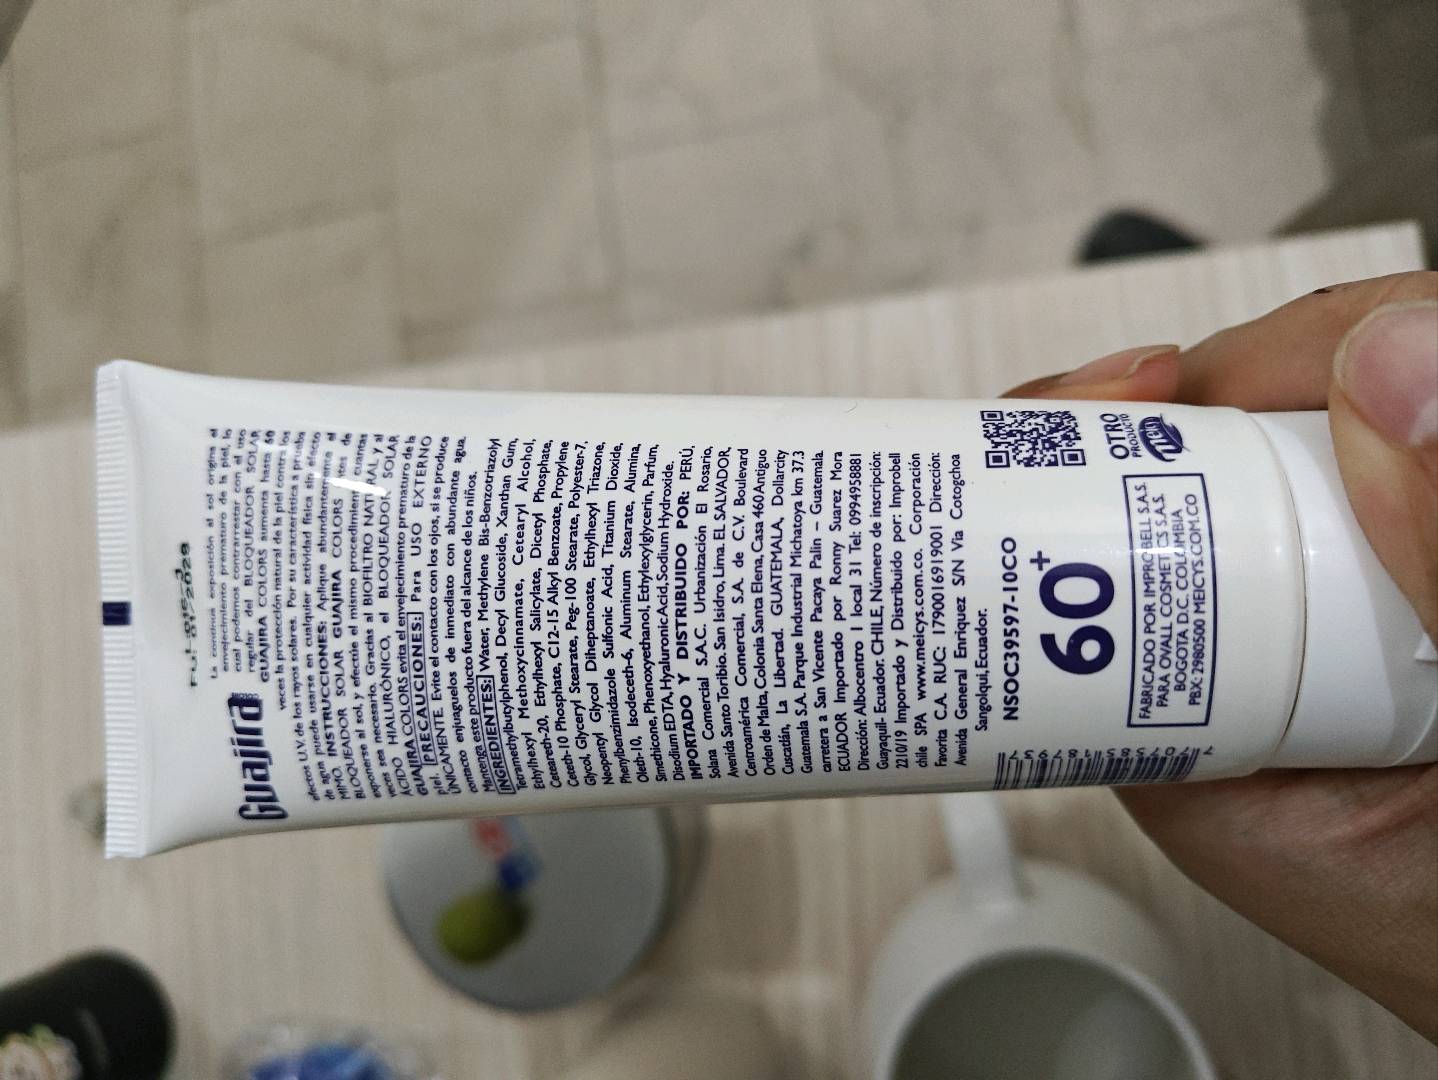 01/2029
Guajira
COLORS
La continua exposición al sol origina el
envejecimiento prematuro de la piel, lo
cual podemos contrarrestar con el uso
regular del BLOQUEADOR SOLAR
GUAJIRA COLORS aumenta hasta 60
veces la protección natural de la piel contra los
efectos U.V. de los rayos solares. Por su característica a prueba
de agua puede usarse en cualquier actividad física sin efecto
MIMO. INSTRUCCIONES: Aplique abundantemente el
BLOQUEADOR SOLAR GUAJIRA COLORS antes de
exponerse al sol, y efectúe el mismo procedimiento cuantas
veces sea necesario. Gracias al BIOFILTRO NATURAL y al
ÁCIDO HIALURÓNICO, el BLOQUEADOR SOLAR
GUAJIRA COLORS evita el envejecimiento prematuro de la
piel. PRECAUCIONES: Para USO EXTERNO
ÚNICAMENTE. Evite el contacto con los ojos, si se produce
contacto enjuaguelos de inmediato con abundante agua.
Mantenga este producto fuera del alcance de los niños.
INGREDIENTES: Water, Methylene Bis-Benzotriazolyl
Tetramethylbutylphenol, Decyl Glucoside, Xanthan Gum,
Ethylhexyl Methoxycinnamate, Cetearyl Alcohol,
Ceteareth-20, Ethylhexyl Salicylate, Dicetyl Phosphate,
Ceteth-10 Phosphate, C12-15 Alkyl Benzoate, Propylene
Glycol, Glyceryl Stearate, Peg-100 Stearate, Polyester-7,
Neopentyl Glycol Diheptanoate, Ethylhexyl Triazone,
Phenylbenzimidazole Sulfonic Acid, Titanium Dioxide,
Oleth-10, Isodeceth-6, Aluminum Stearate, Alumina,
Simethicone, Phenoxyethanol, Ethylexylglycerin, Parfum,
Disodium EDTA, Hyaluronic Acid, Sodium Hydroxide.
IMPORTADO Y DISTRIBUIDO POR: PERÚ,
Solana Comercial S.A.C. Urbanización El Rosario,
Avenida Santo Toribio. San Isidro, Lima. EL SALVADOR,
Centroamérica Comercial, S.A. de C.V. Boulevard
Orden de Malta, Colonia Santa Elena, Casa 460 Antiguo
Cuscatlán, La Libertad. GUATEMALA, Dollarcity
Guatemala S.A. Parque Industrial Michatoya km 37.3
carretera a San Vicente Pacaya Palin – Guatemala.
ECUADOR Importado por Ronny Suarez Mora
Dirección: Albocentro 1 local 31 Tel: 0994958881
Guayaquil- Ecuador. CHILE, Número de inscripción:
2210/19 Importado y Distribuido por: Improbell
chile SPA www.meicys.com.co. Corporación
Favorita C.A. RUC: 1790016919001 Dirección:
Avenida General Enriquez S/N Via Cotogchoa
Sangolqui, Ecuador.
NSOC39597-10CO
60+
7 707585 187937
OTRO
PRODUCTO
meicys
FABRICADO POR IMPROBELL S.A.S.
PARA OVALL COSMETICS S.A.S.
BOGOTA D.C. COLOMBIA
PBX: 2980500 MEICYS.COM.CO